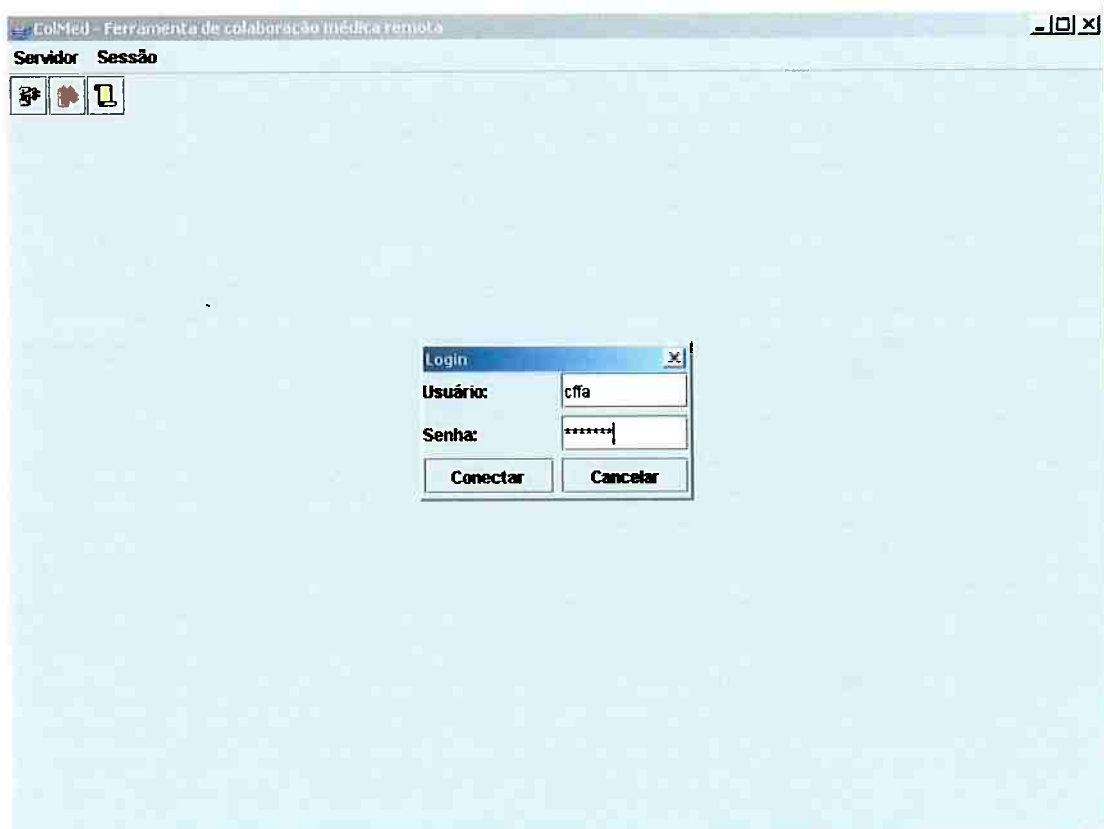 ColMed - Ferramenta de colaboração médica remota
Servidor Sessão
Login
Usuário: cffa
Senha: *******
Conectar Cancelar